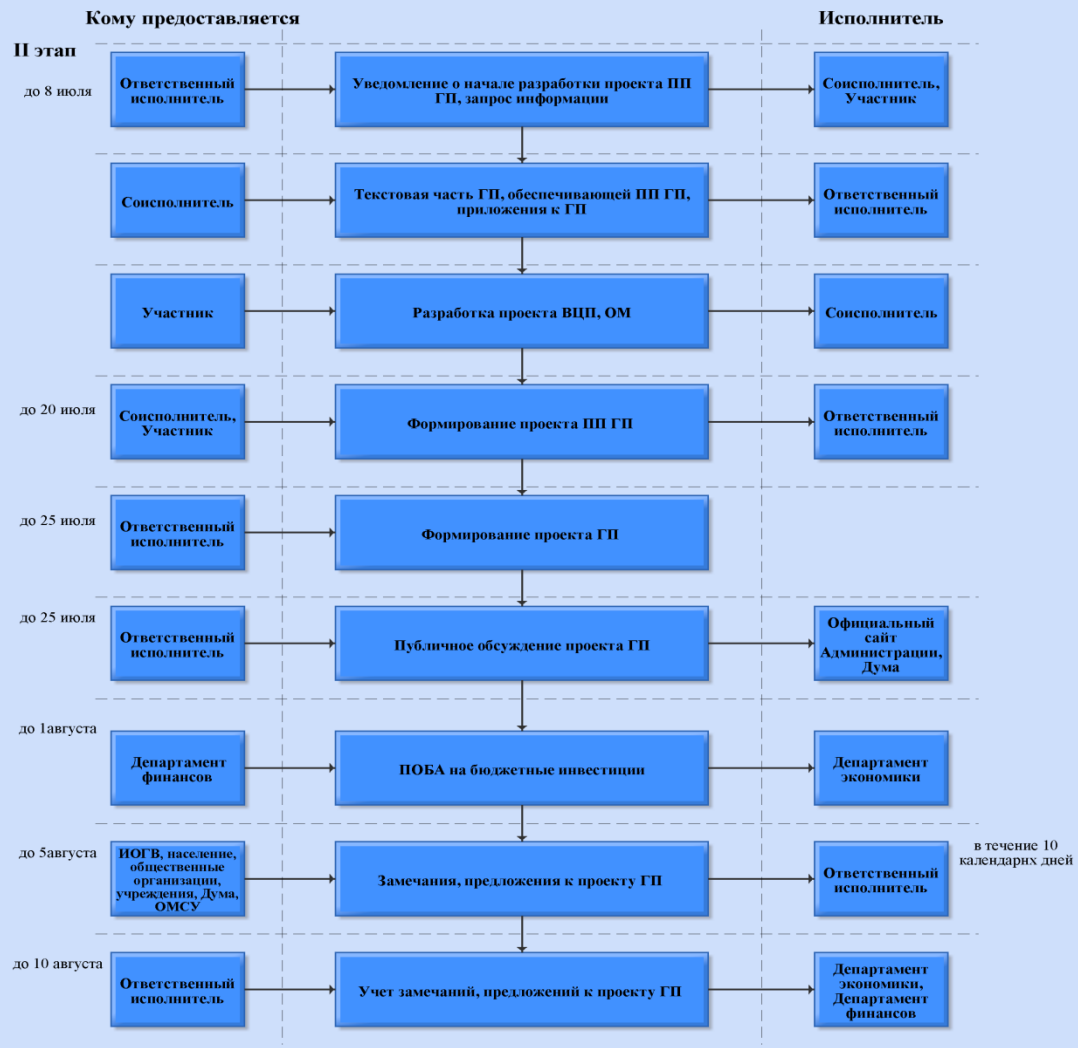 Кому предоставляется
Исполнитель
II этап
до 8 июля
Ответственный
исполнитель
Уведомление о начале разработки проекта ПП
ГП, запрос информации
Соисполнитель,
Участник
Соисполнитель
Текстовая часть ГП, обеспечивающей ПП ГП,
приложения к ГП
Ответственный
исполнитель
Участник
Разработка проекта ВЦП, ОМ
Соисполнитель
до 20 июля
Соисполнитель,
Участник
Формирование проекта ПП ГП
Ответственный
исполнитель
до 25 июля
Ответственный
исполнитель
Формирование проекта ГП
до 25 июля
Ответственный
исполнитель
Публичное обсуждение проекта ГП
Официальный
сайт
Администрации,
Дума
до 1августа
Департамент
финансов
ПОБА на бюджетные инвестиции
Департамент
экономики
до 5августа
ИОГВ, население,
общественные
организации,
учреждения, Дума,
ОМСУ
Замечания, предложения к проекту ГП
Ответственный
исполнитель
в течение 10
календарнх дней
до 10 августа
Ответственный
исполнитель
Учет замечаний, предложений к проекту ГП
Департамент
экономики,
Департамент
финансов